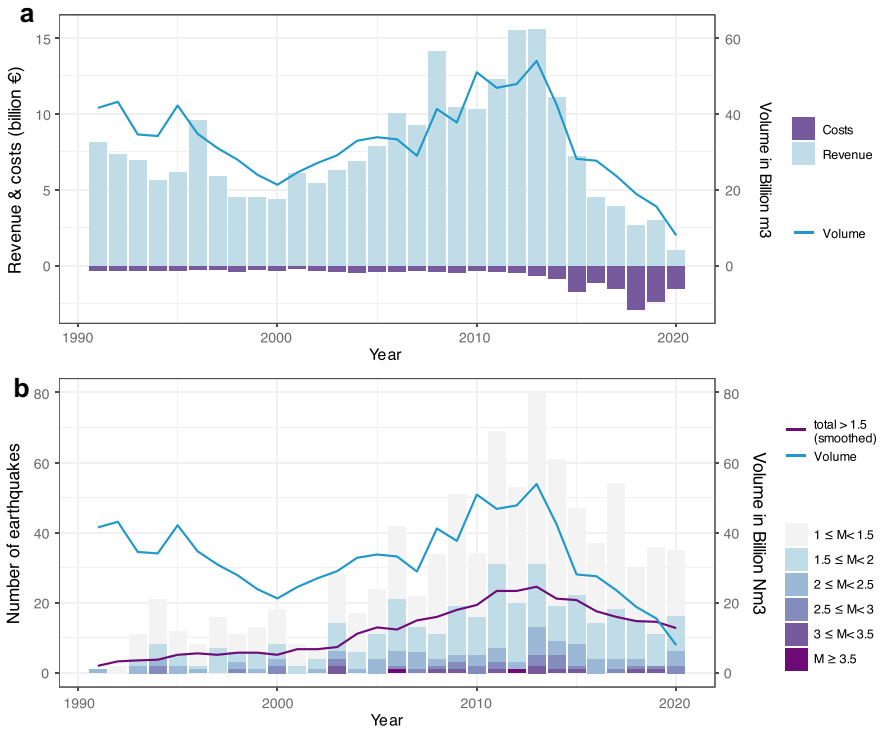 a
15
10
5
0
60
40
20
0
Revenue & costs (billion €)
Volume in Billion m3
1990
2000
2010
2020
Year
Costs
Revenue
Volume
b
80
60
40
20
0
80
60
40
20
0
Number of earthquakes
Volume in Billion Nm3
1990
2000
2010
2020
Year
total > 1.5
(smoothed)
Volume
1 ≤ M< 1.5
1.5 ≤ M< 2
2 ≤ M< 2.5
2.5 ≤ M< 3
3 ≤ M< 3.5
M ≥ 3.5